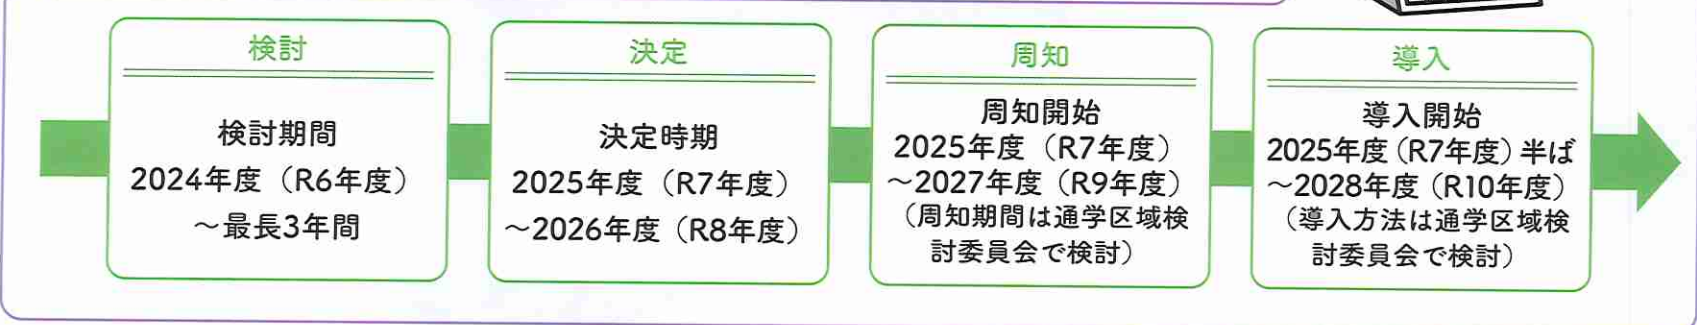 検討
検討期間
2024年度（R6年度）
～最長3年間
決定
決定時期
2025年度（R7年度）
～2026年度（R8年度）
周知
周知開始
2025年度（R7年度）
～2027年度（R9年度）
（周知期間は通学区域検
討委員会で検討）
導入
導入開始
2025年度（R7年度）半ば
～2028年度（R10年度）
（導入方法は通学区域検
討委員会で検討）